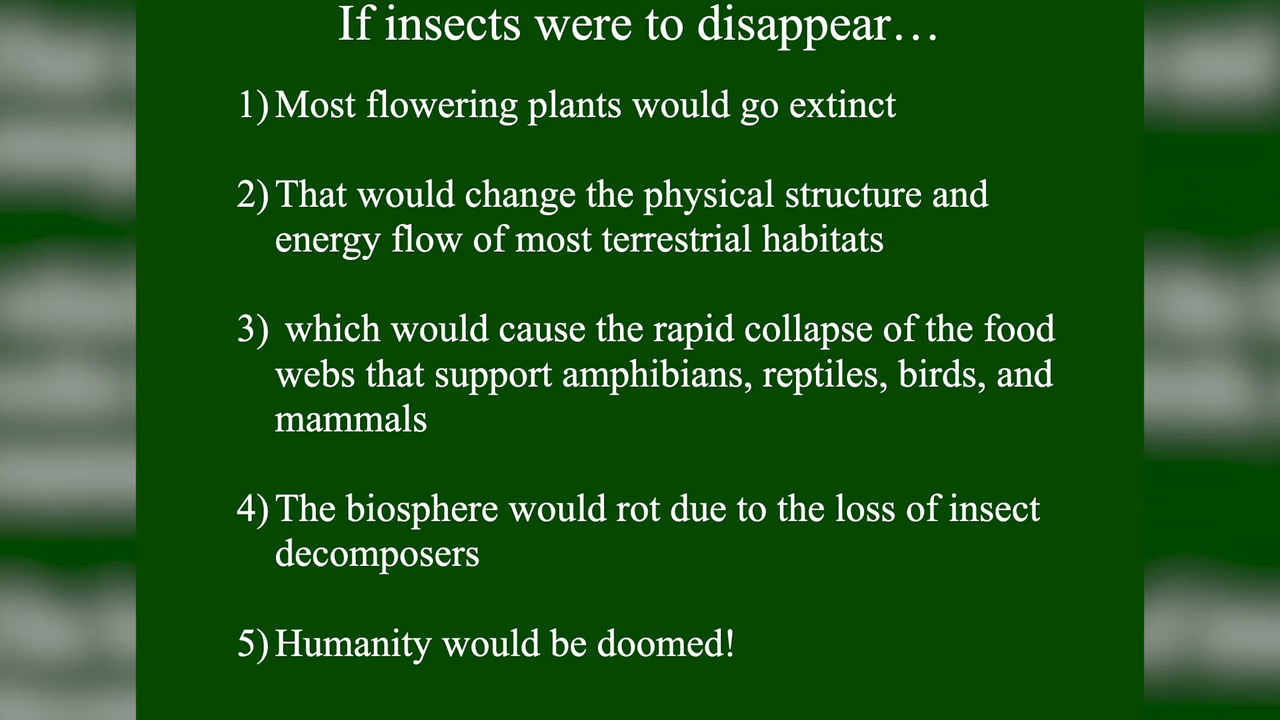 If insects were to disappear…
1) Most flowering plants would go extinct
2) That would change the physical structure and
energy flow of most terrestrial habitats
3) which would cause the rapid collapse of the food
webs that support amphibians, reptiles, birds, and
mammals
4) The biosphere would rot due to the loss of insect
decomposers
5) Humanity would be doomed!